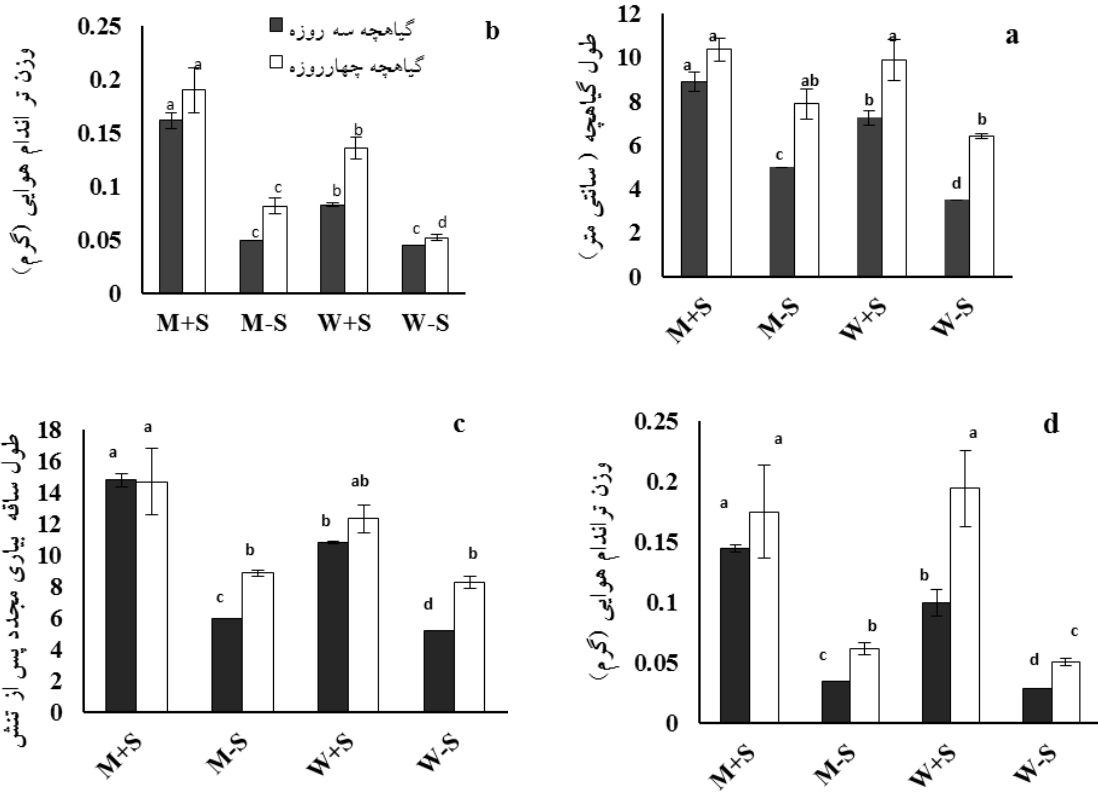 b
گیاهچه سه روزه
گیاهچه چهارروزه
وزن تر اندام هوایی (گرم)
0.25
0.2
0.15
0.1
0.05
0
a a c c b b c d
M+S M-S W+S W-S
a
طول گیاهچه ( سانتی متر)
12
10
8
6
4
2
0
a a c ab b a d b
M+S M-S W+S W-S
c
طول ساقه بیاری مجدد پس از تنش
18
16
14
12
10
8
6
4
2
0
a a c b b ab d b
M+S M-S W+S W-S
d
وزن تراندام هوایی (گرم)
0.25
0.2
0.15
0.1
0.05
0
a a c b b a d c
M+S M-S W+S W-S